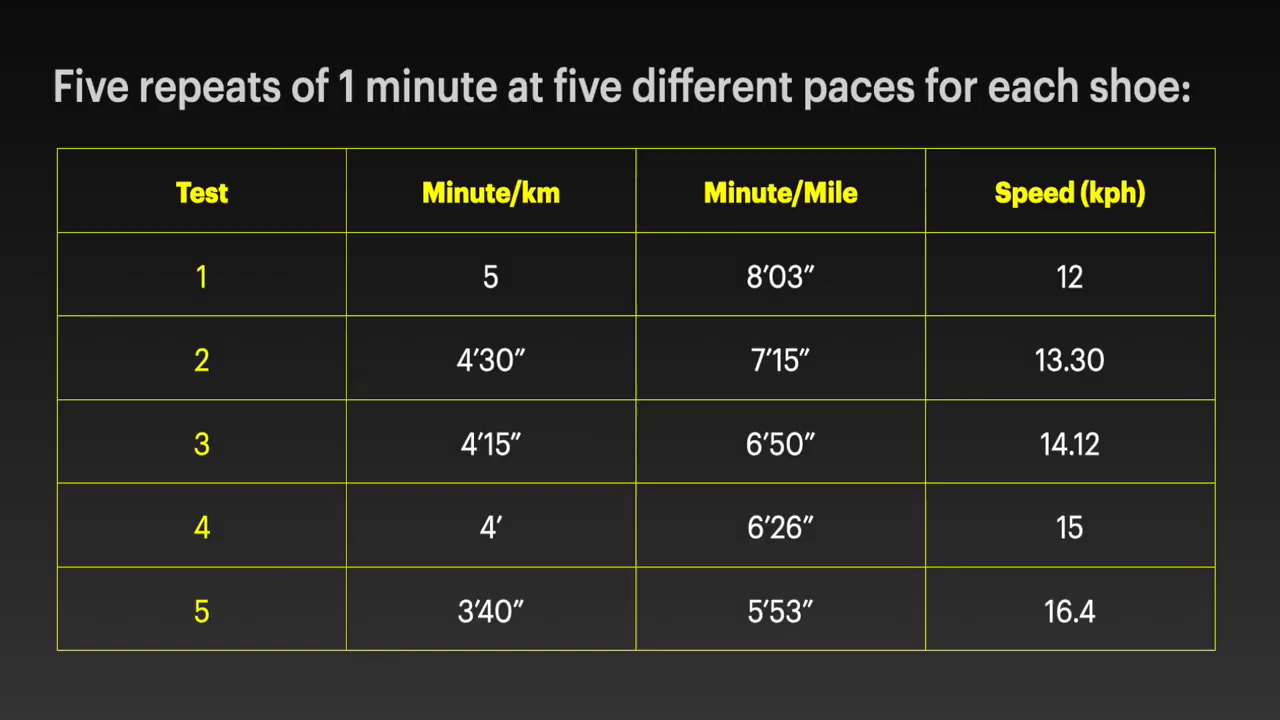 Five repeats of 1 minute at five different paces for each shoe:
Test Minute/km Minute/Mile Speed (kph)
1 5 8’03” 12
2 4’30” 7’15” 13.30
3 4’15” 6’50” 14.12
4 4’ 6’26” 15
5 3’40” 5’53” 16.4